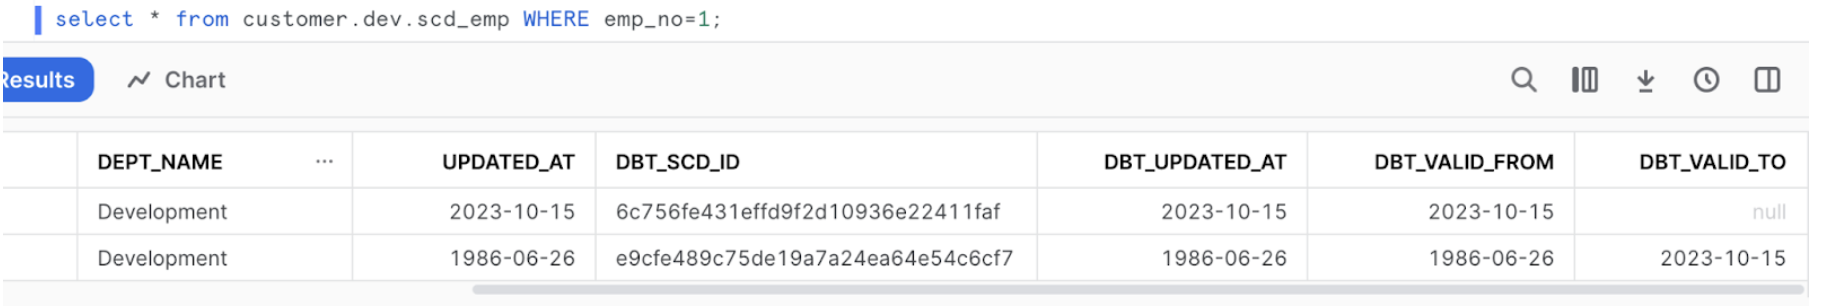 select * from customer.dev.scd_emp WHERE emp_no=1;
Results Chart
DEPT_NAME ... UPDATED_AT DBT_SCD_ID DBT_UPDATED_AT DBT_VALID_FROM DBT_VALID_TO
Development 2023-10-15 6c756fe431effd9f2d10936e22411faf 2023-10-15 2023-10-15 null
Development 1986-06-26 e9cfe489c75de19a7a24ea64e54c6cf7 1986-06-26 1986-06-26 2023-10-15